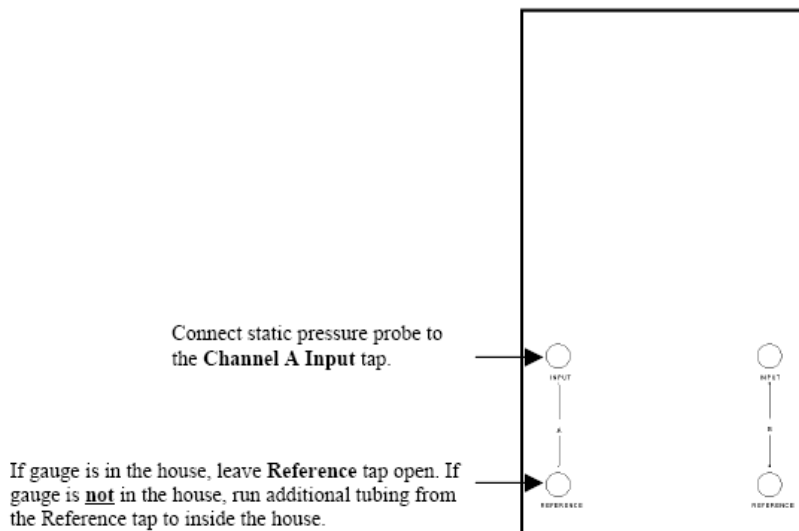 Connect static pressure probe to
the Channel A Input tap.
INPUT
INPUT
A
B
If gauge is in the house, leave Reference tap open. If
gauge is not in the house, run additional tubing from
the Reference tap to inside the house.
REFERENCE
REFERENCE